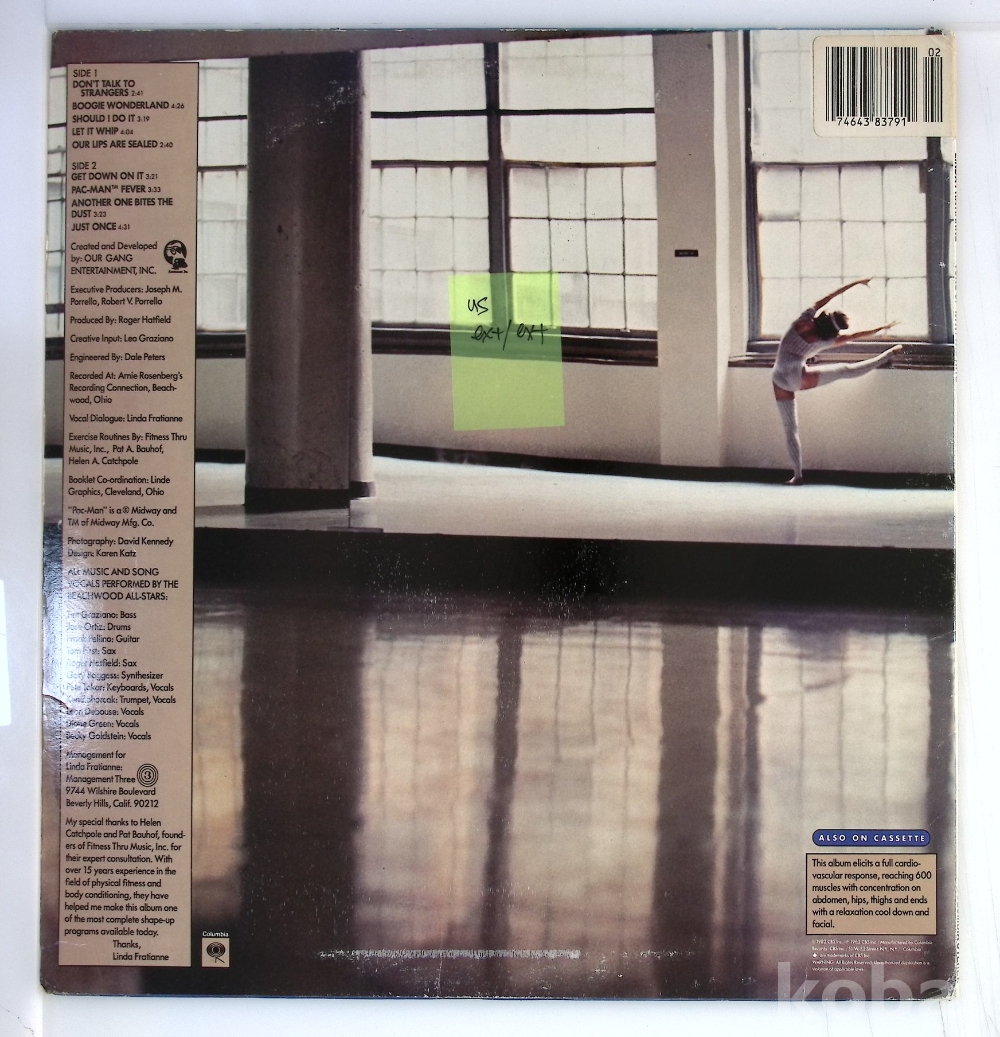 SIDE 1
DON'T TALK TO
STRANGERS 2:41
BOOGIE WONDERLAND 4:26
SHOULD I DO IT 3:19
LET IT WHIP 4:04
OUR LIPS ARE SEALED 2:40
SIDE 2
GET DOWN ON IT 3:21
PAC-MAN™ FEVER 3:33
ANOTHER ONE BITES THE
DUST 3:23
JUST ONCE 4:31
Created and Developed
by: OUR GANG
ENTERTAINMENT, INC.
Executive Producers: Joseph M.
Porrello, Robert V. Porrello
Produced By: Roger Hatfield
Creative Input: Leo Graziano
Engineered By: Dale Peters
Recorded At: Arnie Rosenberg's
Recording Connection, Beach-
wood, Ohio
Vocal Dialogue: Linda Fratianne
Exercise Routines By: Fitness Thru
Music, Inc., Pat A. Bauhof,
Helen A. Catchpole
Booklet Co-ordination: Linde
Graphics, Cleveland, Ohio
"Pac-Man" is a © Midway and
TM of Midway Mfg. Co.
Photography: David Kennedy
Design: Karen Katz
ALL MUSIC AND SONG
VOCALS PERFORMED BY THE
BEACHWOOD ALL-STARS:
Graziano: Bass
Ortiz: Drums
Frank Pellino: Guitar
Sax
Roger Hatfield: Sax
Gary Boggess: Synthesizer
Keyboards, Vocals
Trumpet, Vocals
Debouse: Vocals
Diane Green: Vocals
Becky Goldstein: Vocals
Management for
Linda Fratianne:
Management Three 3
9744 Wilshire Boulevard
Beverly Hills, Calif. 90212
My special thanks to Helen
Catchpole and Pat Bauhof, found-
ers of Fitness Thru Music, Inc. for
their expert consultation. With
over 15 years experience in the
field of physical fitness and
body conditioning, they have
helped me make this album one
of the most complete shape-up
programs available today.
Thanks,
Linda Fratianne
Columbia
us
ex+/ex+
02
74643 83791
ALSO ON CASSETTE
This album elicits a full cardio-
vascular response, reaching 600
muscles with concentration on
abdomen, hips, thighs and ends
with a relaxation cool down and
facial.
koba